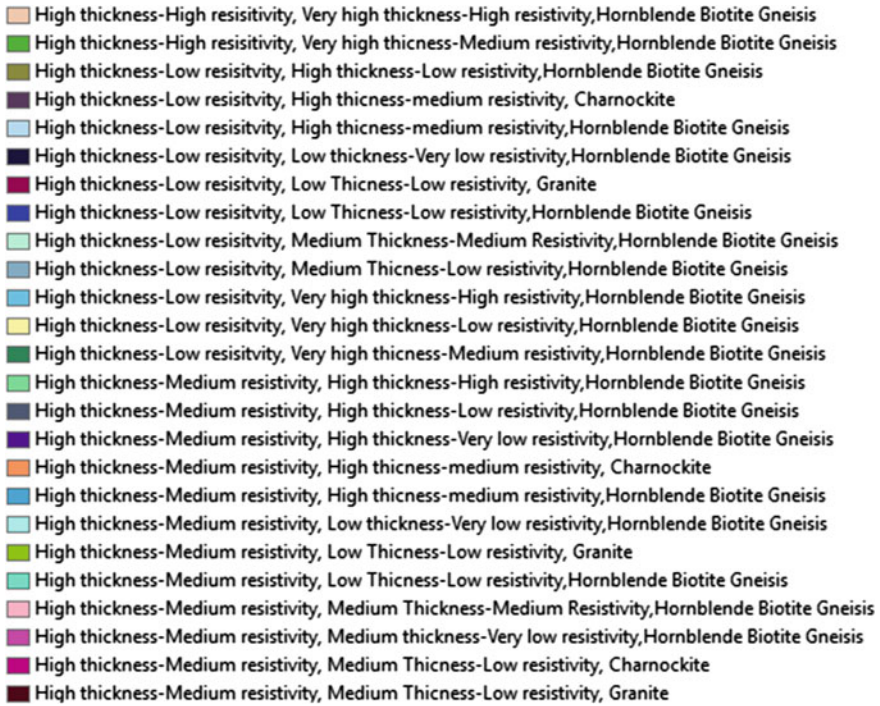 High thickness-High resisitivity, Very high thickness-High resistivity,Hornblende Biotite Gneisis
High thickness-High resisitivity, Very high thicness-Medium resistivity,Hornblende Biotite Gneisis
High thickness-Low resisitvity, High thickness-Low resistivity,Hornblende Biotite Gneisis
High thickness-Low resisitvity, High thicness-medium resistivity, Charnockite
High thickness-Low resisitvity, High thicness-medium resistivity,Hornblende Biotite Gneisis
High thickness-Low resisitvity, Low thickness-Very low resistivity,Hornblende Biotite Gneisis
High thickness-Low resisitvity, Low Thicness-Low resistivity, Granite
High thickness-Low resisitvity, Low Thicness-Low resistivity,Hornblende Biotite Gneisis
High thickness-Low resisitvity, Medium Thickness-Medium Resistivity,Hornblende Biotite Gneisis
High thickness-Low resisitvity, Medium Thicness-Low resistivity,Hornblende Biotite Gneisis
High thickness-Low resisitvity, Very high thickness-High resistivity,Hornblende Biotite Gneisis
High thickness-Low resisitvity, Very high thickness-Low resistivity,Hornblende Biotite Gneisis
High thickness-Low resisitvity, Very high thicness-Medium resistivity,Hornblende Biotite Gneisis
High thickness-Medium resistivity, High thickness-High resistivity,Hornblende Biotite Gneisis
High thickness-Medium resistivity, High thickness-Low resistivity,Hornblende Biotite Gneisis
High thickness-Medium resistivity, High thickness-Very low resistivity,Hornblende Biotite Gneisis
High thickness-Medium resistivity, High thicness-medium resistivity, Charnockite
High thickness-Medium resistivity, High thicness-medium resistivity,Hornblende Biotite Gneisis
High thickness-Medium resistivity, Low thickness-Very low resistivity,Hornblende Biotite Gneisis
High thickness-Medium resistivity, Low Thicness-Low resistivity, Granite
High thickness-Medium resistivity, Low Thicness-Low resistivity,Hornblende Biotite Gneisis
High thickness-Medium resistivity, Medium Thickness-Medium Resistivity,Hornblende Biotite Gneisis
High thickness-Medium resistivity, Medium thickness-Very low resistivity,Hornblende Biotite Gneisis
High thickness-Medium resistivity, Medium Thicness-Low resistivity, Charnockite
High thickness-Medium resistivity, Medium Thicness-Low resistivity, Granite